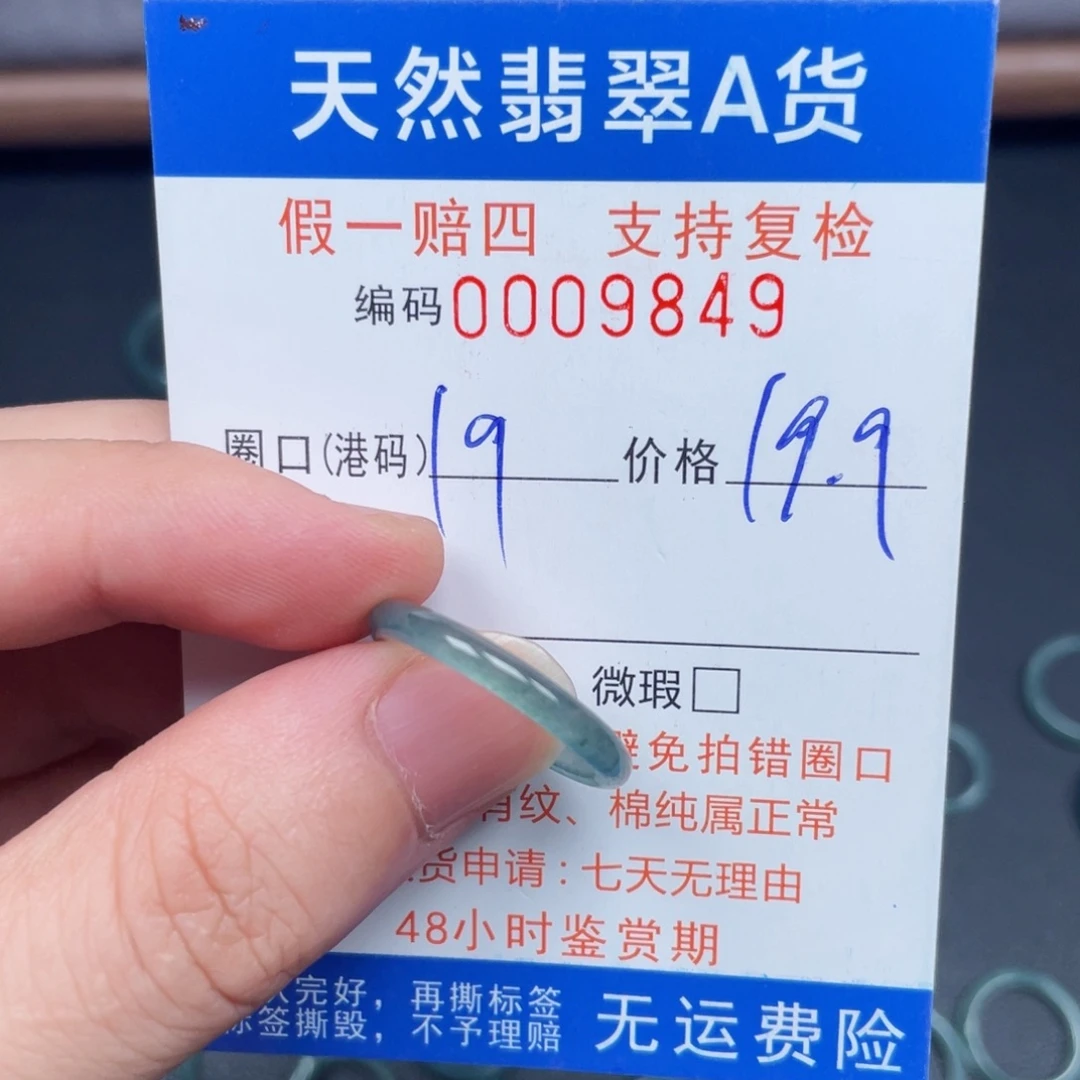 天然翡翠A货
假一赔四 支持复检
编码0009849
圈口(港码) 19 价格 19.9
微瑕□
避免拍错圈口
有纹、棉纯属正常
货申请：七天无理由
48小时鉴赏期
完好，再撕标签
标签撕毁，不予理赔
无运费险